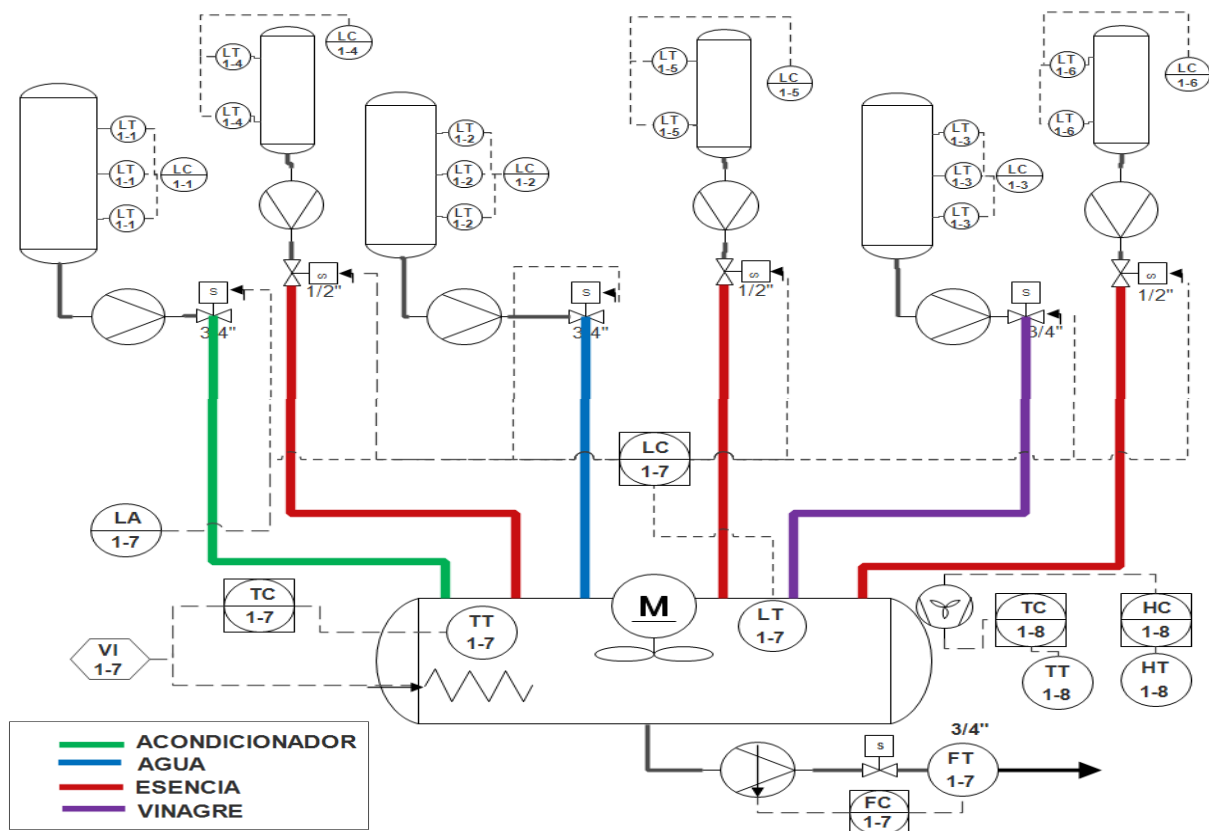 LC
1-4
LT
1-4
LT
1-4
LT
1-1
LT
1-1
LT
1-1
LC
1-1
LT
1-2
LT
1-2
LT
1-2
LC
1-2
LT
1-5
LT
1-5
LC
1-5
LT
1-3
LT
1-3
LT
1-3
LC
1-3
LT
1-6
LT
1-6
LC
1-6
S
3/4"
S
1/2"
S
3/4"
S
1/2"
S
3/4"
S
1/2"
LC
1-7
LA
1-7
TC
1-7
VI
1-7
TT
1-7
M
LT
1-7
TC
1-8
HC
1-8
TT
1-8
HT
1-8
ACONDICIONADOR
AGUA
ESENCIA
VINAGRE
S
3/4"
FT
1-7
FC
1-7